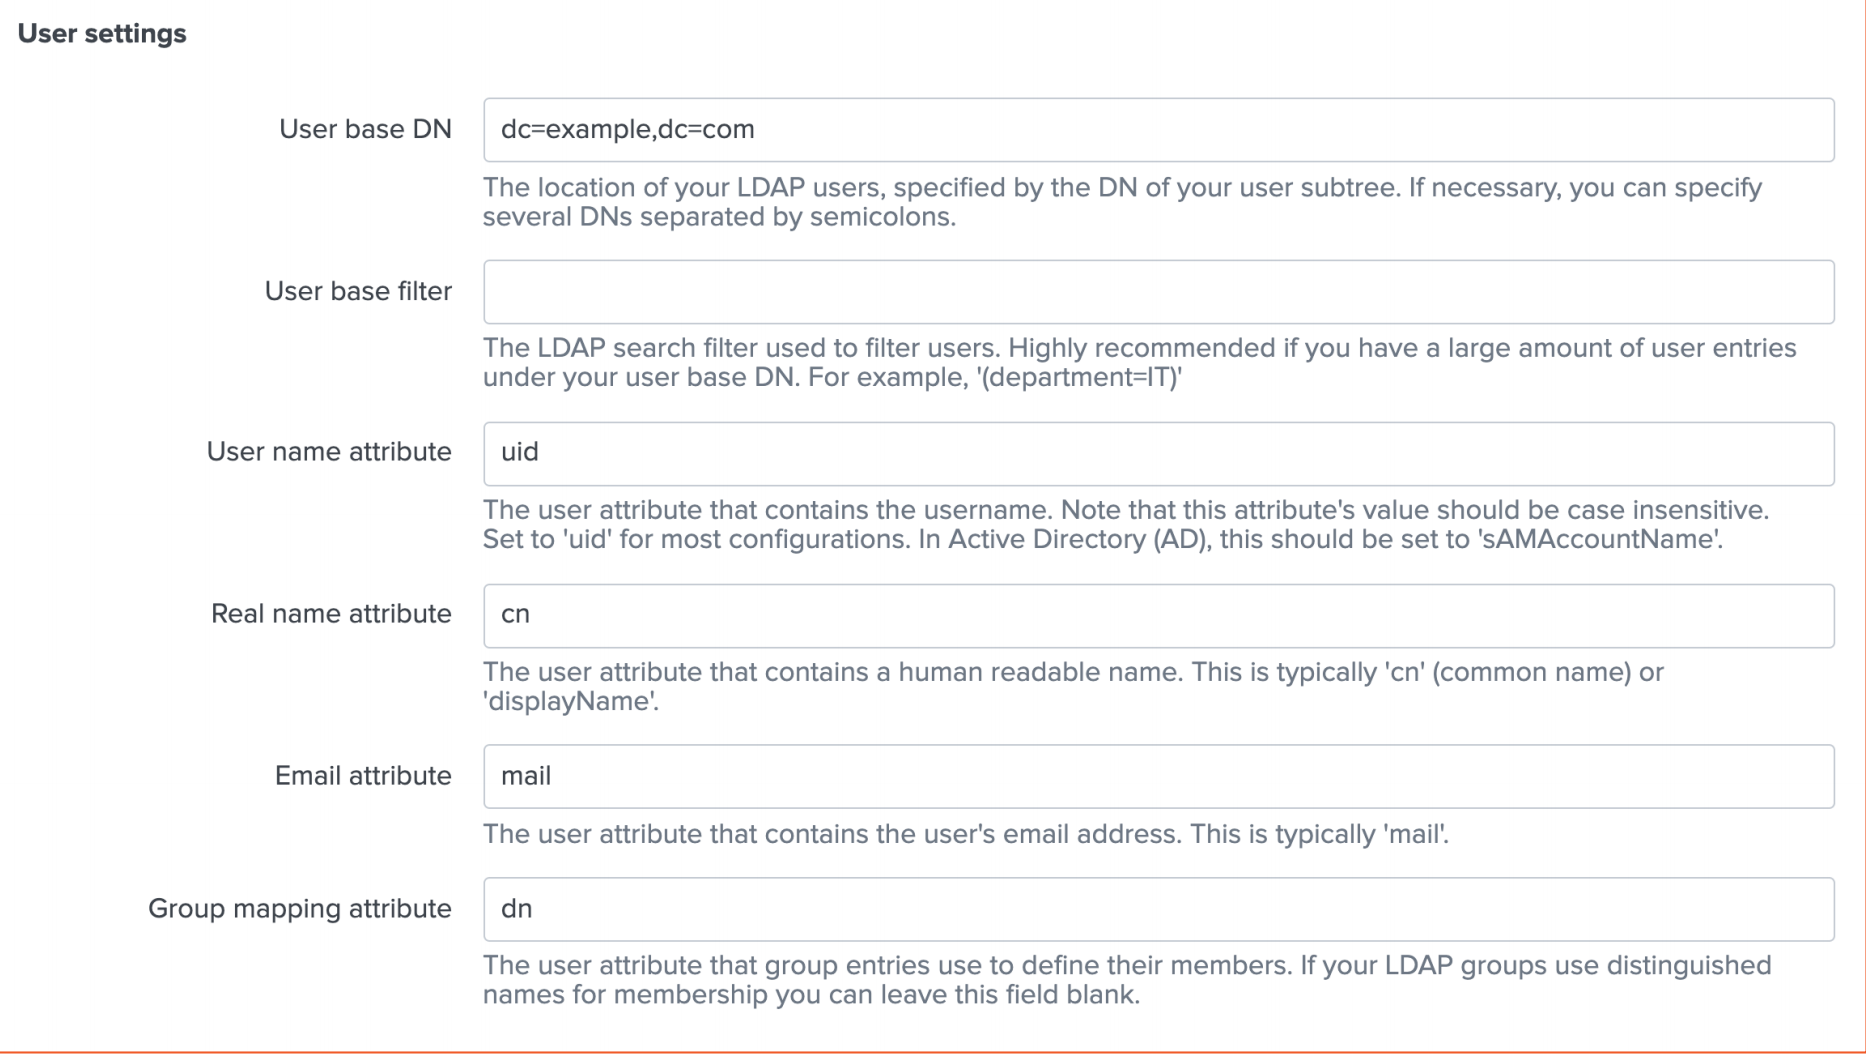 User settings
User base DN
dc=example,dc=com
The location of your LDAP users, specified by the DN of your user subtree. If necessary, you can specify
several DNs separated by semicolons.
User base filter
The LDAP search filter used to filter users. Highly recommended if you have a large amount of user entries
under your user base DN. For example, '(department=IT)'
User name attribute
uid
The user attribute that contains the username. Note that this attribute's value should be case insensitive.
Set to 'uid' for most configurations. In Active Directory (AD), this should be set to 'sAMAccountName'.
Real name attribute
cn
The user attribute that contains a human readable name. This is typically 'cn' (common name) or
'displayName'.
Email attribute
mail
The user attribute that contains the user's email address. This is typically 'mail'.
Group mapping attribute
dn
The user attribute that group entries use to define their members. If your LDAP groups use distinguished
names for membership you can leave this field blank.